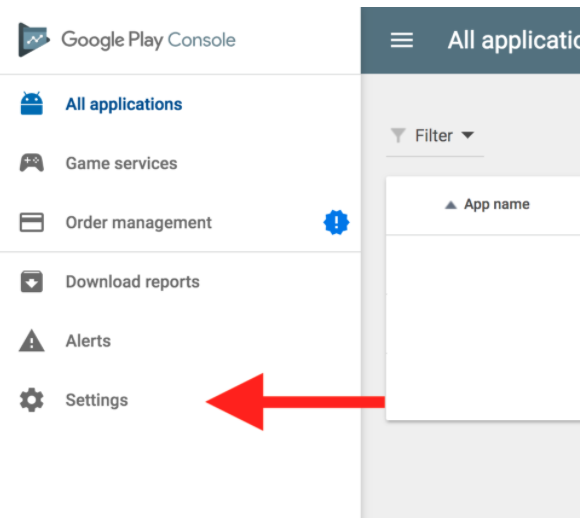 Google Play Console
All applications
Game services
Order management
Download reports
Alerts
Settings
All applicatio
Filter
App name